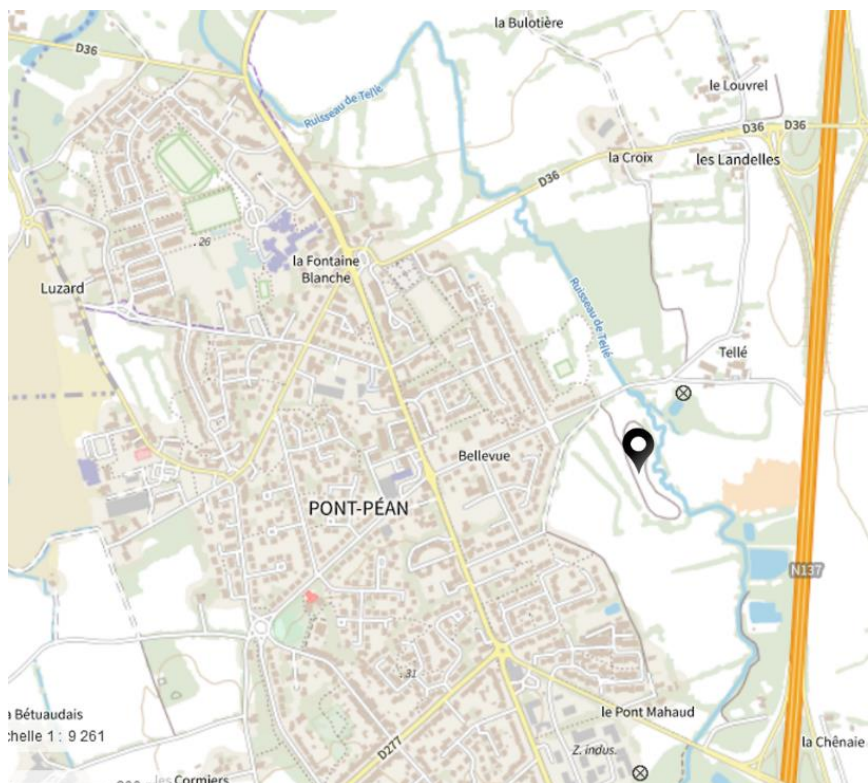 la Bulotière
D36
le Louvrel
Ruisseau de Tellé
D36
D36
la Croix
les Landelles
D36
. 26
la Fontaine
Blanche
Luzard
Ruisseau de Tellé
Tellé
Bellevue
PONT-PÉAN
N137
. 31
a Bétuaudais
chelle 1 : 9 261
le Pont Mahaud
D277
Z. indus.
la Chênaie
les Cormiers